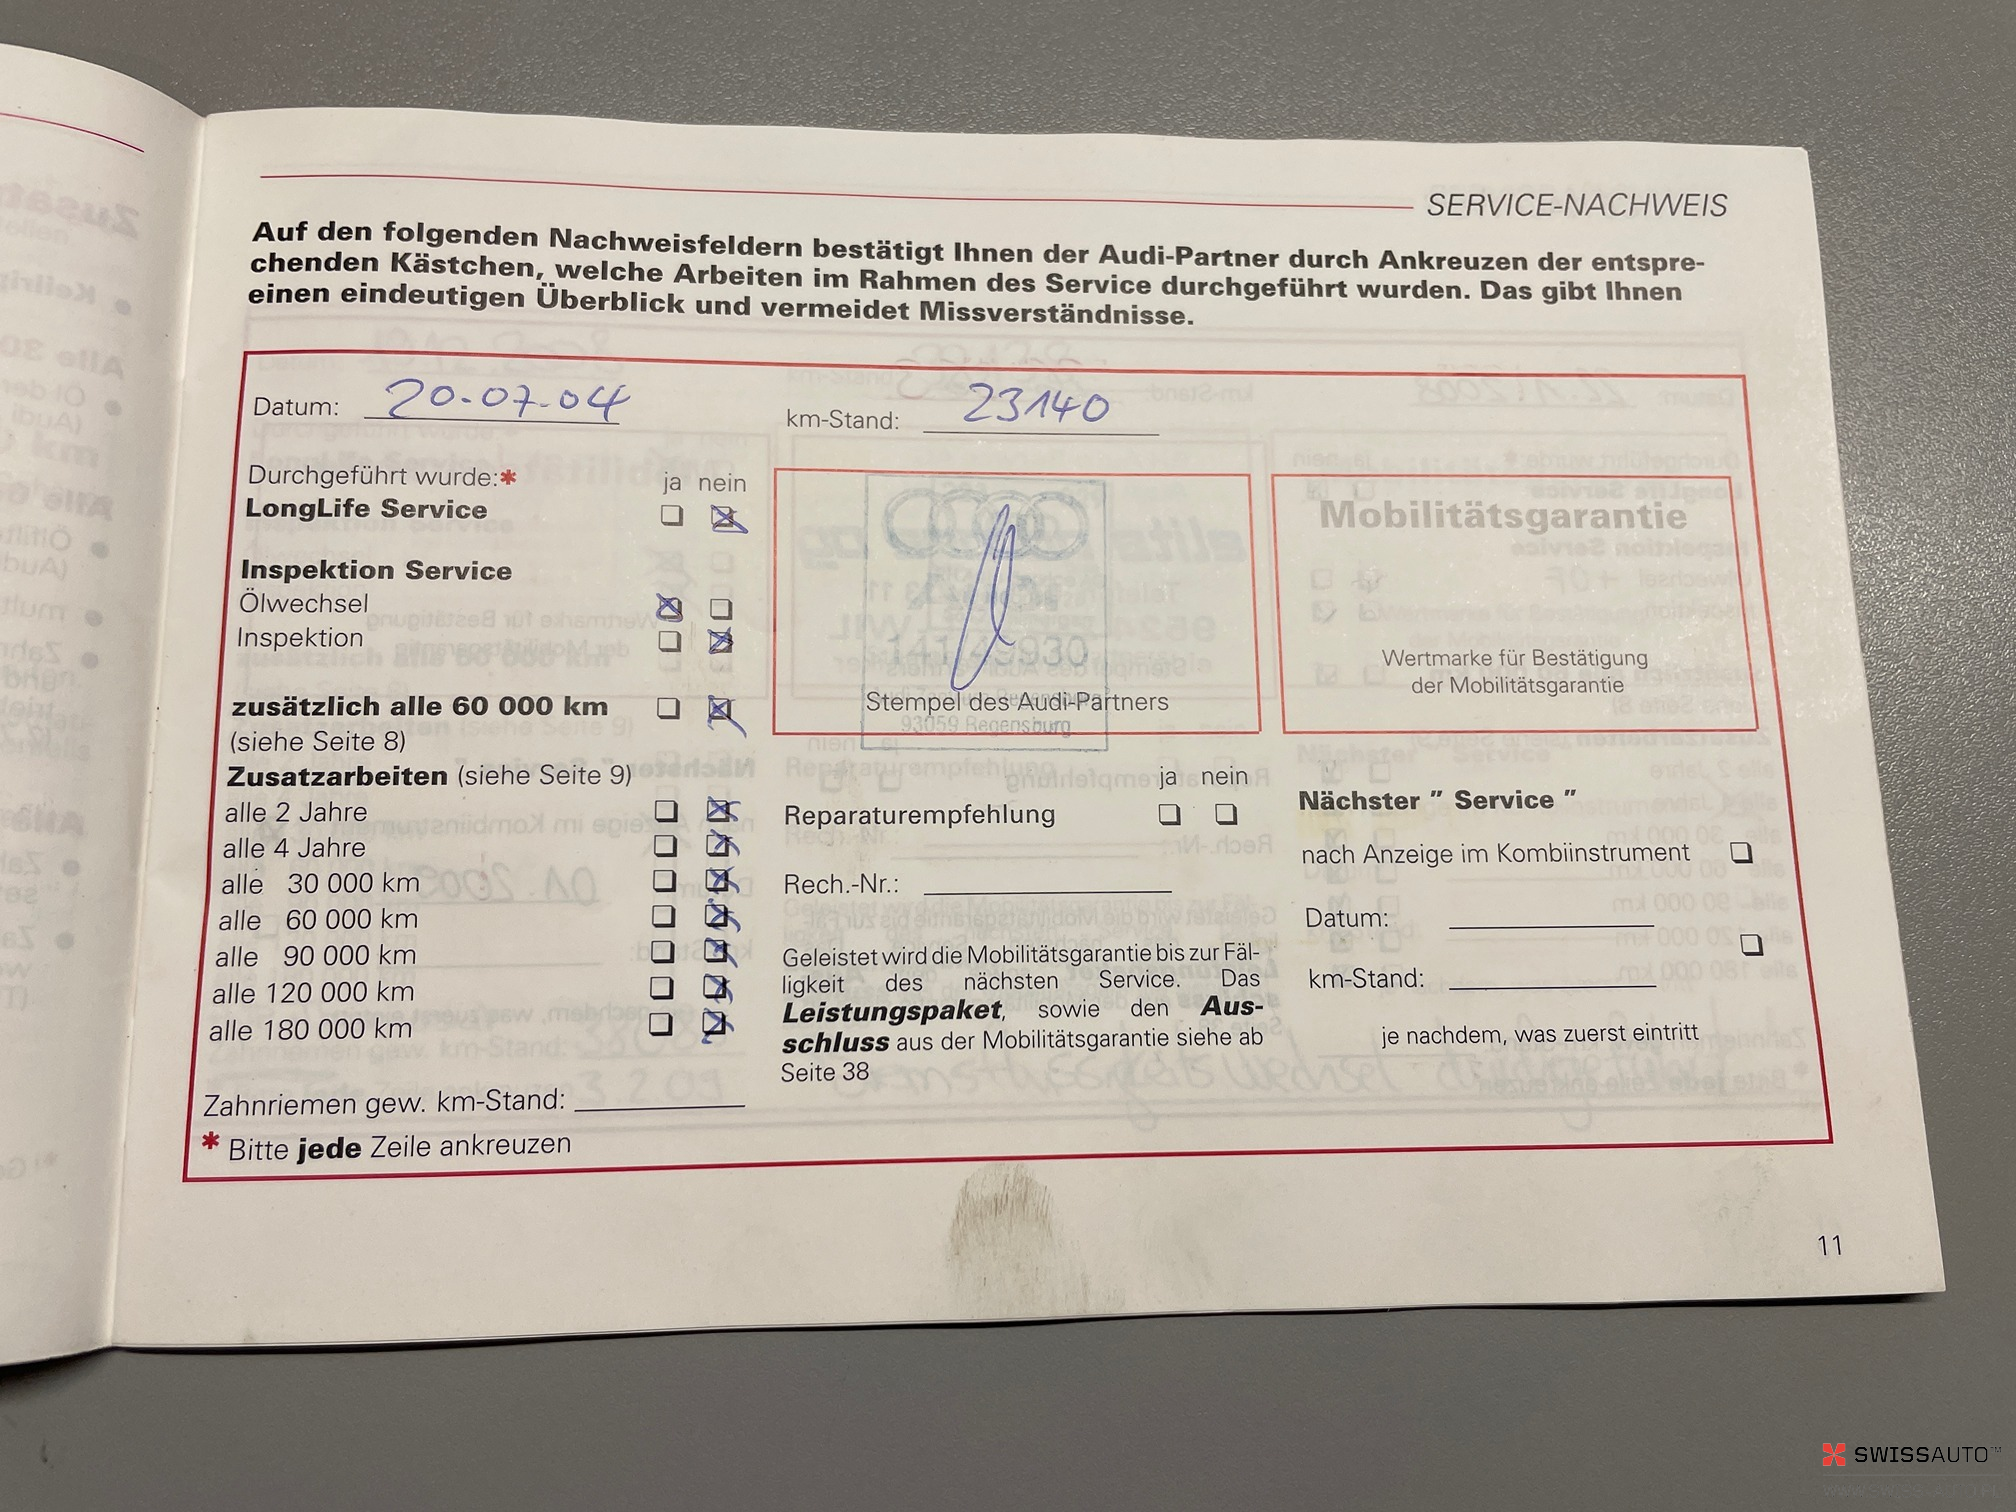 SERVICE-NACHWEIS
Auf den folgenden Nachweisfeldern bestätigt Ihnen der Audi-Partner durch Ankreuzen der entspre-
chenden Kästchen, welche Arbeiten im Rahmen des Service durchgeführt wurden. Das gibt Ihnen
einen eindeutigen Überblick und vermeidet Missverständnisse.
Datum: 20.07.04
km-Stand: 23140
Durchgeführt wurde:* ja nein
LongLife Service
Inspektion Service
Ölwechsel
Inspektion
zusätzlich alle 60 000 km
(siehe Seite 8)
Zusatzarbeiten (siehe Seite 9)
alle 2 Jahre
alle 4 Jahre
alle 30 000 km
alle 60 000 km
alle 90 000 km
alle 120 000 km
alle 180 000 km
Zahnriemen gew. km-Stand:
* Bitte jede Zeile ankreuzen
141/49930
Stempel des Audi-Partners
93059 Regensburg
ja nein
Reparaturempfehlung
Rech.-Nr.:
Geleistet wird die Mobilitätsgarantie bis zur Fäl-
ligkeit des nächsten Service. Das
Leistungspaket, sowie den Aus-
schluss aus der Mobilitätsgarantie siehe ab
Seite 38
Mobilitätsgarantie
Wertmarke für Bestätigung
der Mobilitätsgarantie
Nächster " Service "
nach Anzeige im Kombiinstrument
Datum:
km-Stand:
je nachdem, was zuerst eintritt
11
SWISSAUTO™